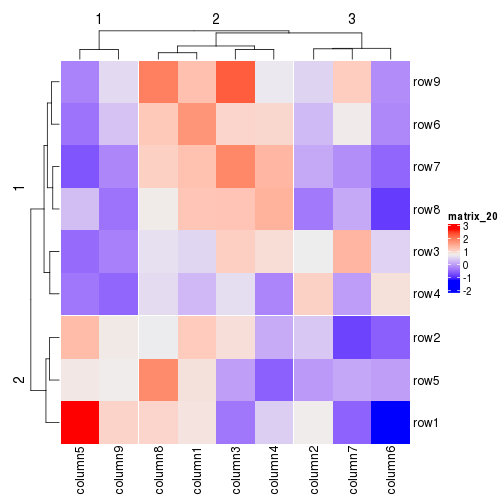 1 2 3
1
2
row9
row6
row7
row8
row3
row4
row2
row5
row1
column5
column9
column8
column1
column3
column4
column2
column7
column6
matrix_20
3
2
1
0
-1
-2